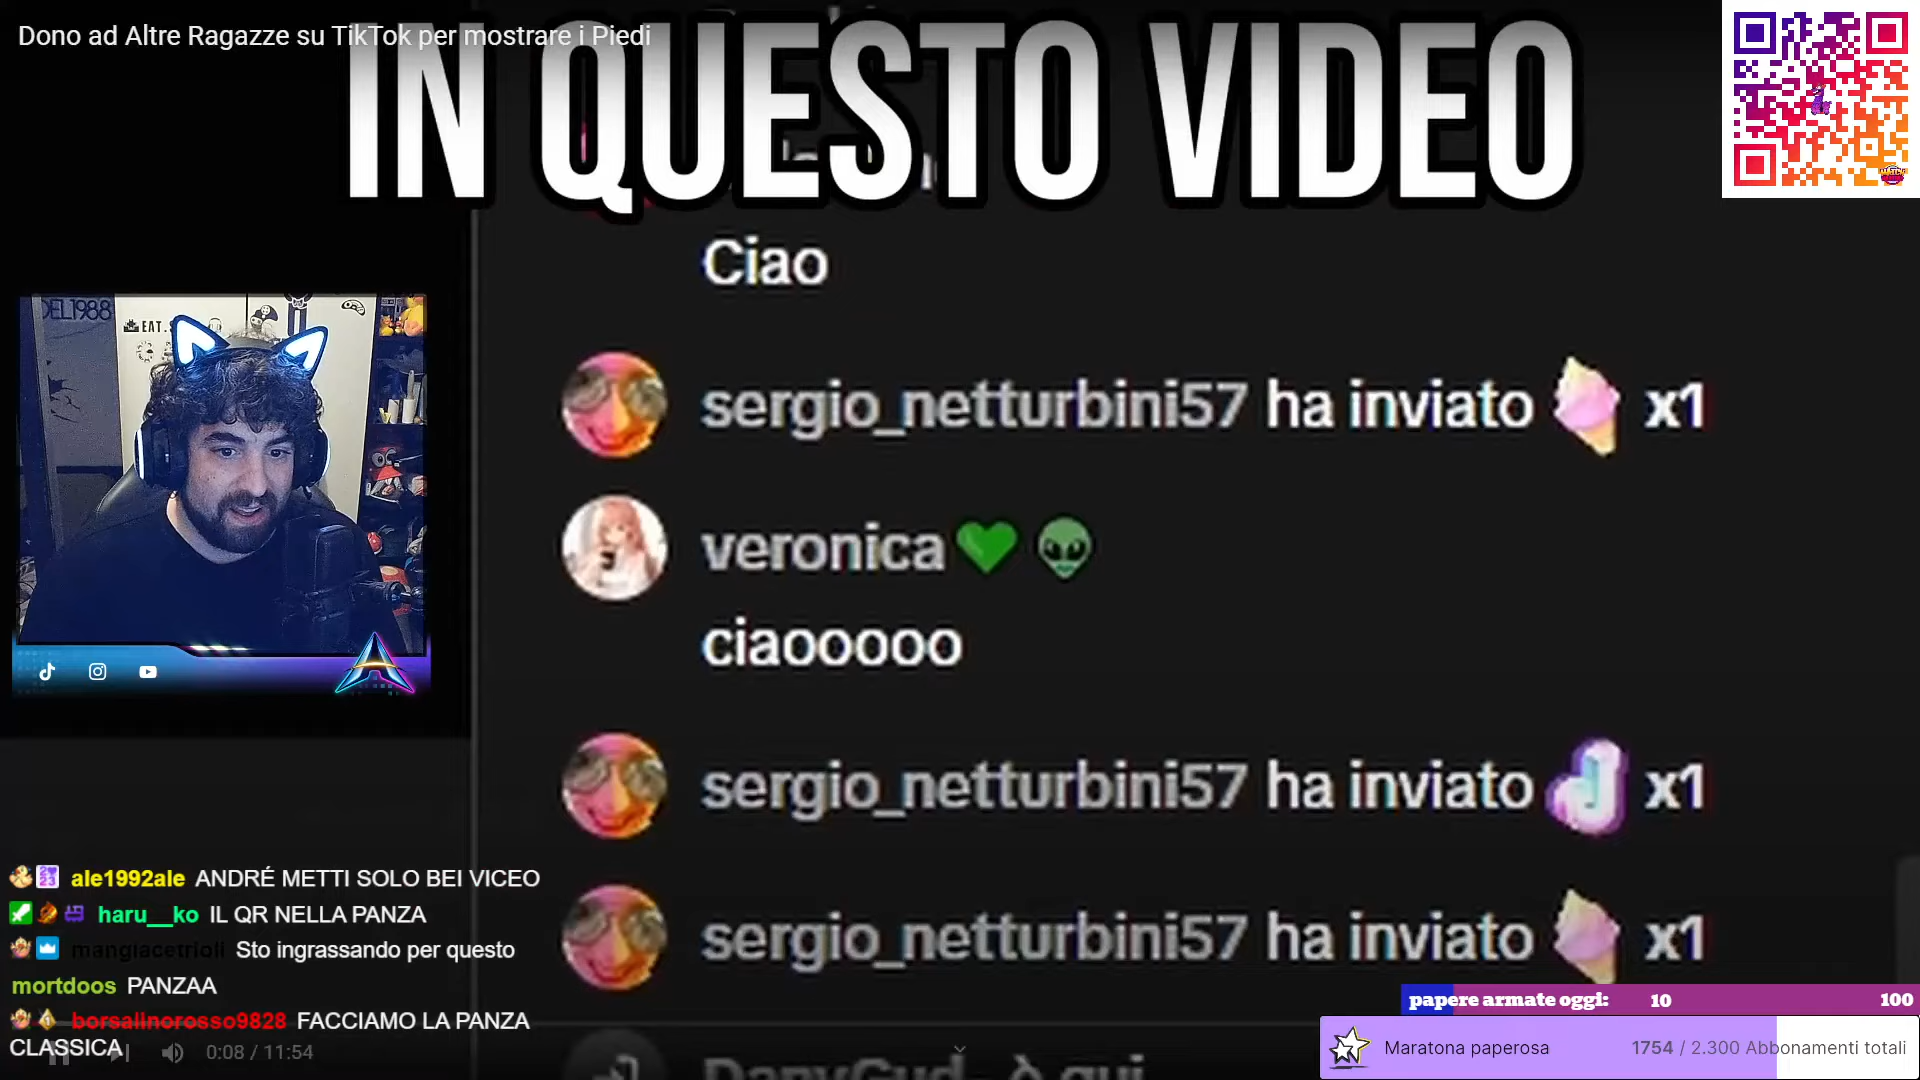 Dono ad Altre Ragazze su TikTok per mostrare i Piedi
IN QUESTO VIDEO
Ciao
sergio_netturbini57 ha inviato x1
veronica
ciaooooo
sergio_netturbini57 ha inviato x1
sergio_netturbini57 ha inviato x1
DEL1988
EAT.
ale1992ale ANDRÉ METTI SOLO BEI VICEO
haru__ko IL QR NELLA PANZA
mangiacetrioli Sto ingrassando per questo
mortdoos PANZAA
borsalinorosso9828 FACCIAMO LA PANZA
CLASSICA
0:08 / 11:54
papere armate oggi: 10 100
Maratona paperosa 1754 / 2.300 Abbonamenti totali